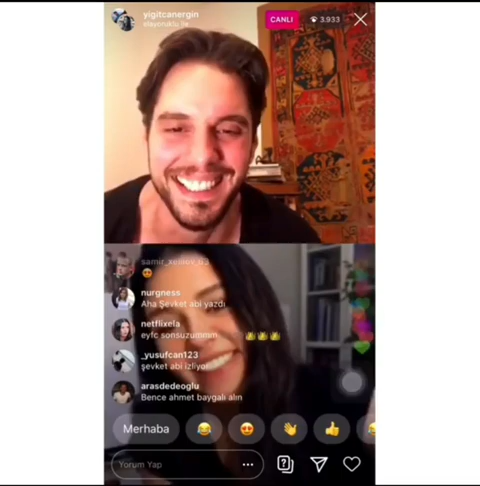 yigitcanergin
CANLI
3.933
nurgness
Aha Şevket abi yazdı
netflixela
eyfc sonsuzumnım
_yusufcan123
şevket abi izliyor
arasdedeoglu
Bence ahmet baygalı alın
Merhaba
Yorum Yap